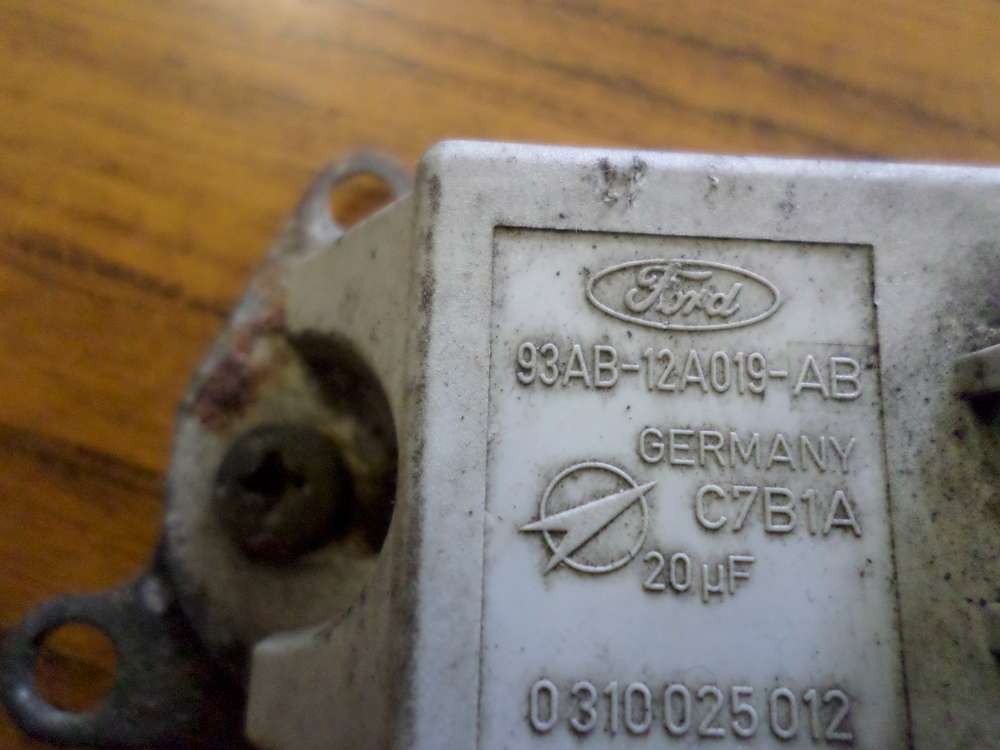 Ford
93AB-12A019-AB
GERMANY
C7B1A
20 µF
0310025012